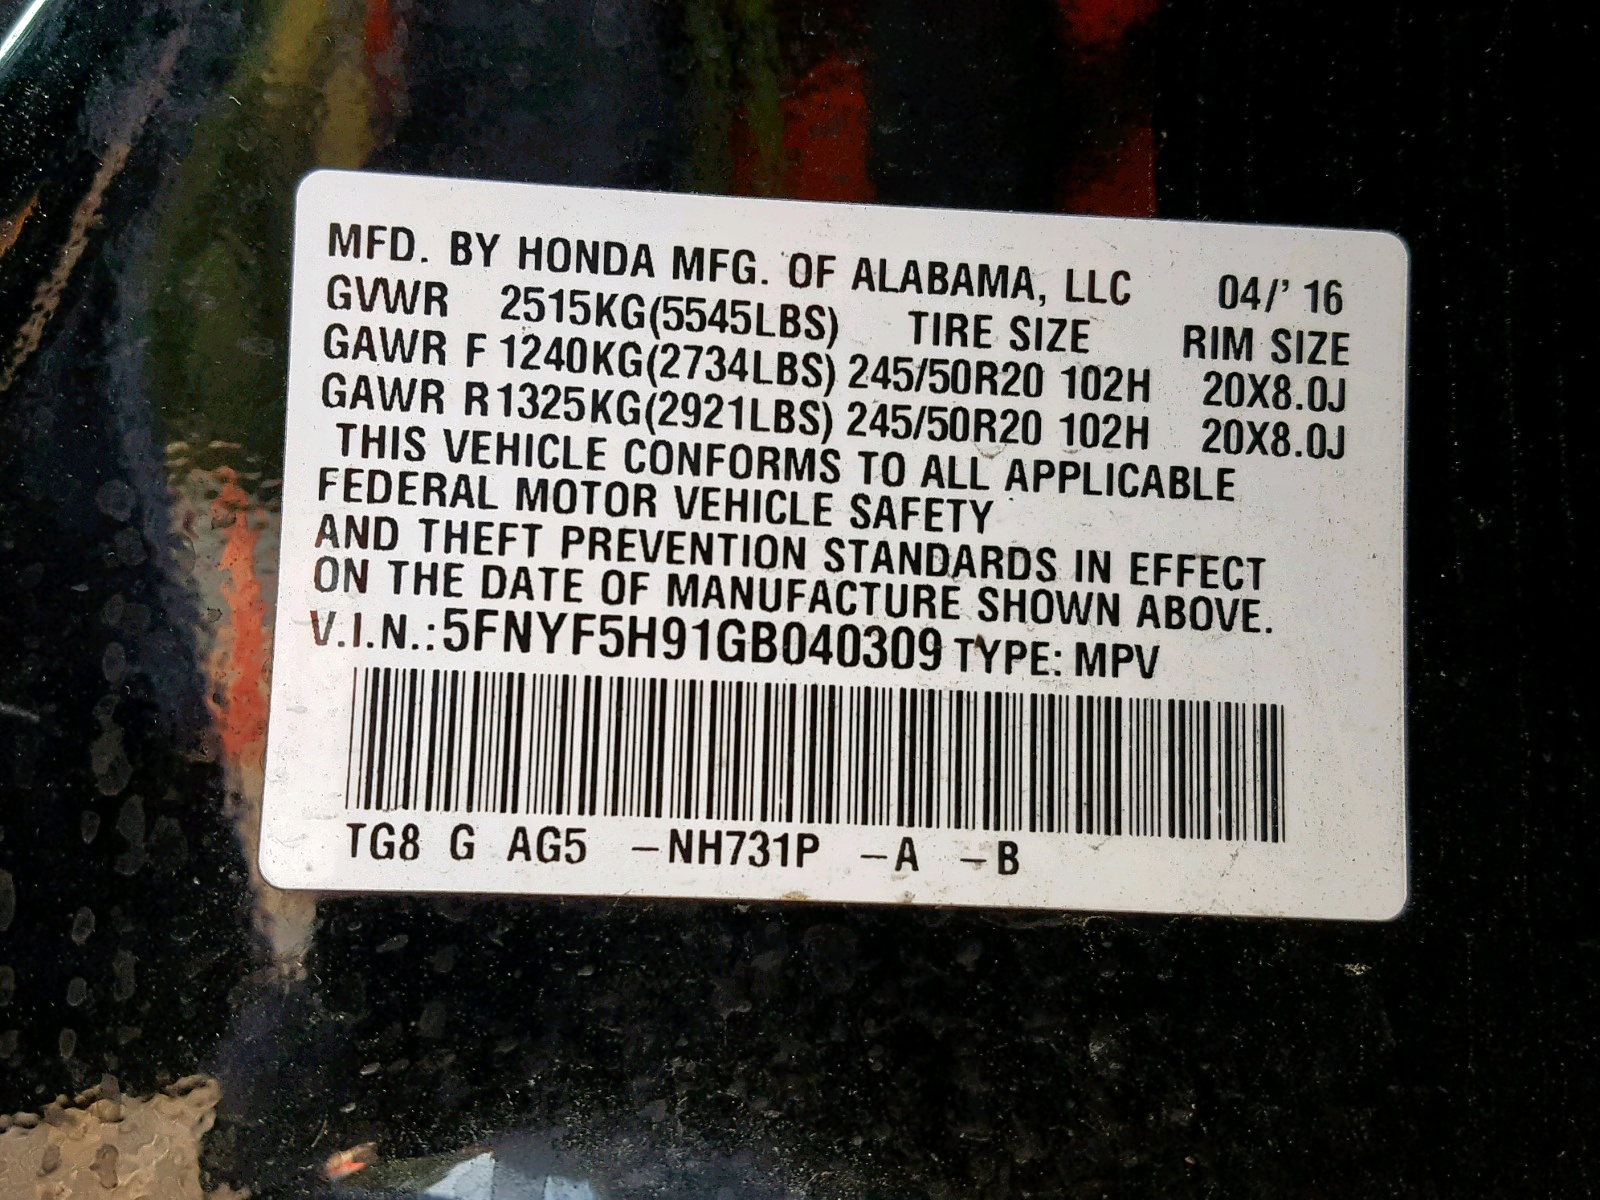 MFD. BY HONDA MFG. OF ALABAMA, LLC 04/' 16
GVWR 2515KG(5545LBS) TIRE SIZE RIM SIZE
GAWR F 1240KG(2734LBS) 245/50R20 102H 20X8.0J
GAWR R 1325KG(2921LBS) 245/50R20 102H 20X8.0J
THIS VEHICLE CONFORMS TO ALL APPLICABLE
FEDERAL MOTOR VEHICLE SAFETY
AND THEFT PREVENTION STANDARDS IN EFFECT
ON THE DATE OF MANUFACTURE SHOWN ABOVE.
V.I.N.: 5FNYF5H91GB040309 TYPE: MPV
TG8 G AG5 -NH731P -A -B